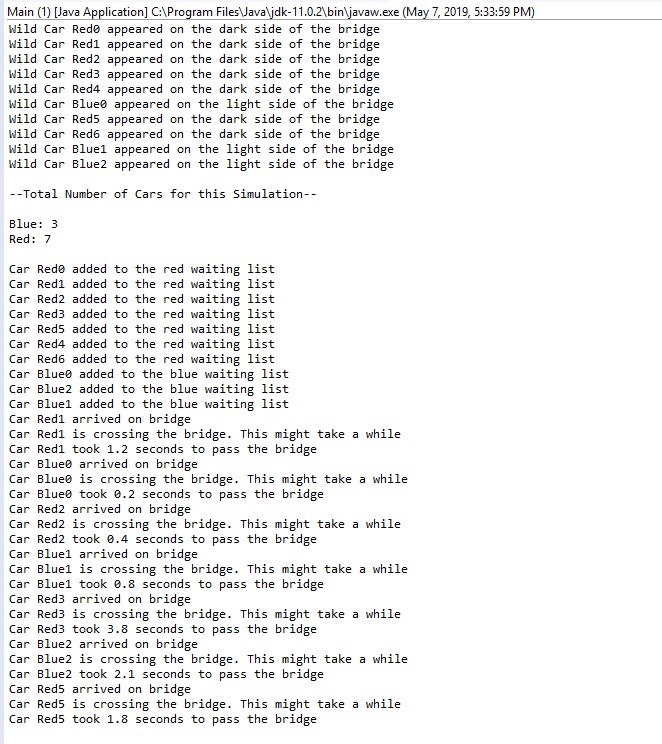 Main (1) [Java Application] C:\Program Files\Java\jdk-11.0.2\bin\javaw.exe (May 7, 2019, 5:33:59 PM)
Wild Car Red0 appeared on the dark side of the bridge
Wild Car Red1 appeared on the dark side of the bridge
Wild Car Red2 appeared on the dark side of the bridge
Wild Car Red3 appeared on the dark side of the bridge
Wild Car Red4 appeared on the dark side of the bridge
Wild Car Blue0 appeared on the light side of the bridge
Wild Car Red5 appeared on the dark side of the bridge
Wild Car Red6 appeared on the dark side of the bridge
Wild Car Blue1 appeared on the light side of the bridge
Wild Car Blue2 appeared on the light side of the bridge
--Total Number of Cars for this Simulation--
Blue: 3
Red: 7
Car Red0 added to the red waiting list
Car Red1 added to the red waiting list
Car Red2 added to the red waiting list
Car Red3 added to the red waiting list
Car Red5 added to the red waiting list
Car Red4 added to the red waiting list
Car Red6 added to the red waiting list
Car Blue0 added to the blue waiting list
Car Blue2 added to the blue waiting list
Car Blue1 added to the blue waiting list
Car Red1 arrived on bridge
Car Red1 is crossing the bridge. This might take a while
Car Red1 took 1.2 seconds to pass the bridge
Car Blue0 arrived on bridge
Car Blue0 is crossing the bridge. This might take a while
Car Blue0 took 0.2 seconds to pass the bridge
Car Red2 arrived on bridge
Car Red2 is crossing the bridge. This might take a while
Car Red2 took 0.4 seconds to pass the bridge
Car Blue1 arrived on bridge
Car Blue1 is crossing the bridge. This might take a while
Car Blue1 took 0.8 seconds to pass the bridge
Car Red3 arrived on bridge
Car Red3 is crossing the bridge. This might take a while
Car Red3 took 3.8 seconds to pass the bridge
Car Blue2 arrived on bridge
Car Blue2 is crossing the bridge. This might take a while
Car Blue2 took 2.1 seconds to pass the bridge
Car Red5 arrived on bridge
Car Red5 is crossing the bridge. This might take a while
Car Red5 took 1.8 seconds to pass the bridge